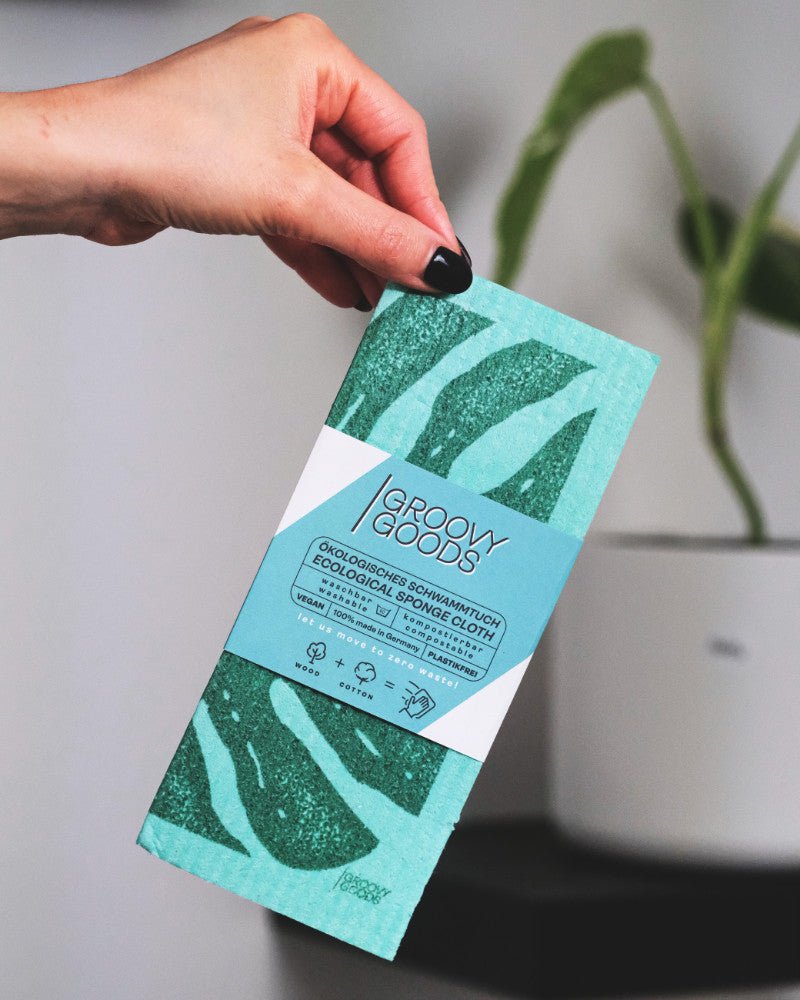 GROOVY
GOODS
ÖKOLOGISCHES SCHWAMMTUCH
ECOLOGICAL SPONGE CLOTH
waschbar
washable
kompostierbar
compostable
VEGAN
100% made in Germany
PLASTIKFREI
let us move to zero waste!
WOOD + COTTON =
GROOVY
GOODS